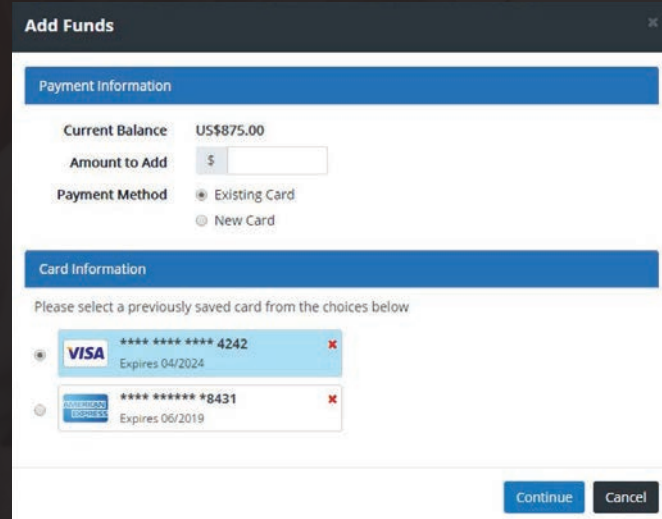 Add Funds
Payment Information
Current Balance US$875.00
Amount to Add $
Payment Method Existing Card
New Card
Card Information
Please select a previously saved card from the choices below
VISA **** **** **** 4242
Expires 04/2024
AMERICAN EXPRESS **** ****** *8431
Expires 06/2019
Continue Cancel